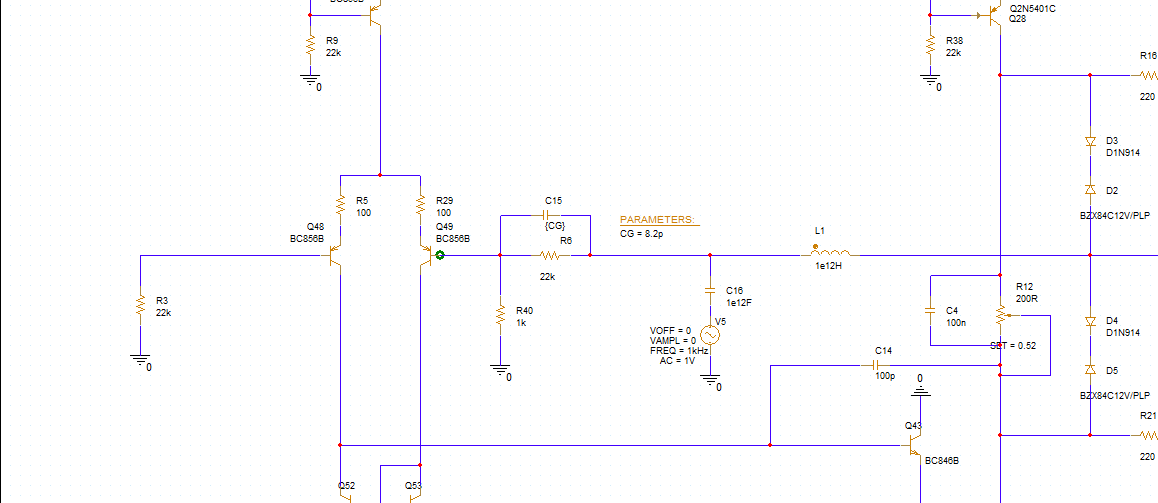 BC856B
Q2N5401C
Q28
R9
22k
R38
22k
0
0
R16
220
D3
D1N914
D2
BZX84C12V/PLP
R5
100
R29
100
C15
{CG}
PARAMETERS:
CG = 8.2p
Q48
BC856B
Q49
BC856B
R6
22k
L1
1e12H
R3
22k
0
R40
1k
0
C16
1e12F
V5
VOFF = 0
VAMPL = 0
FREQ = 1kHz
AC = 1V
0
C4
100n
R12
200R
SET = 0.52
D4
D1N914
D5
BZX84C12V/PLP
C14
100p
0
Q43
BC846B
R21
220
Q52
Q53